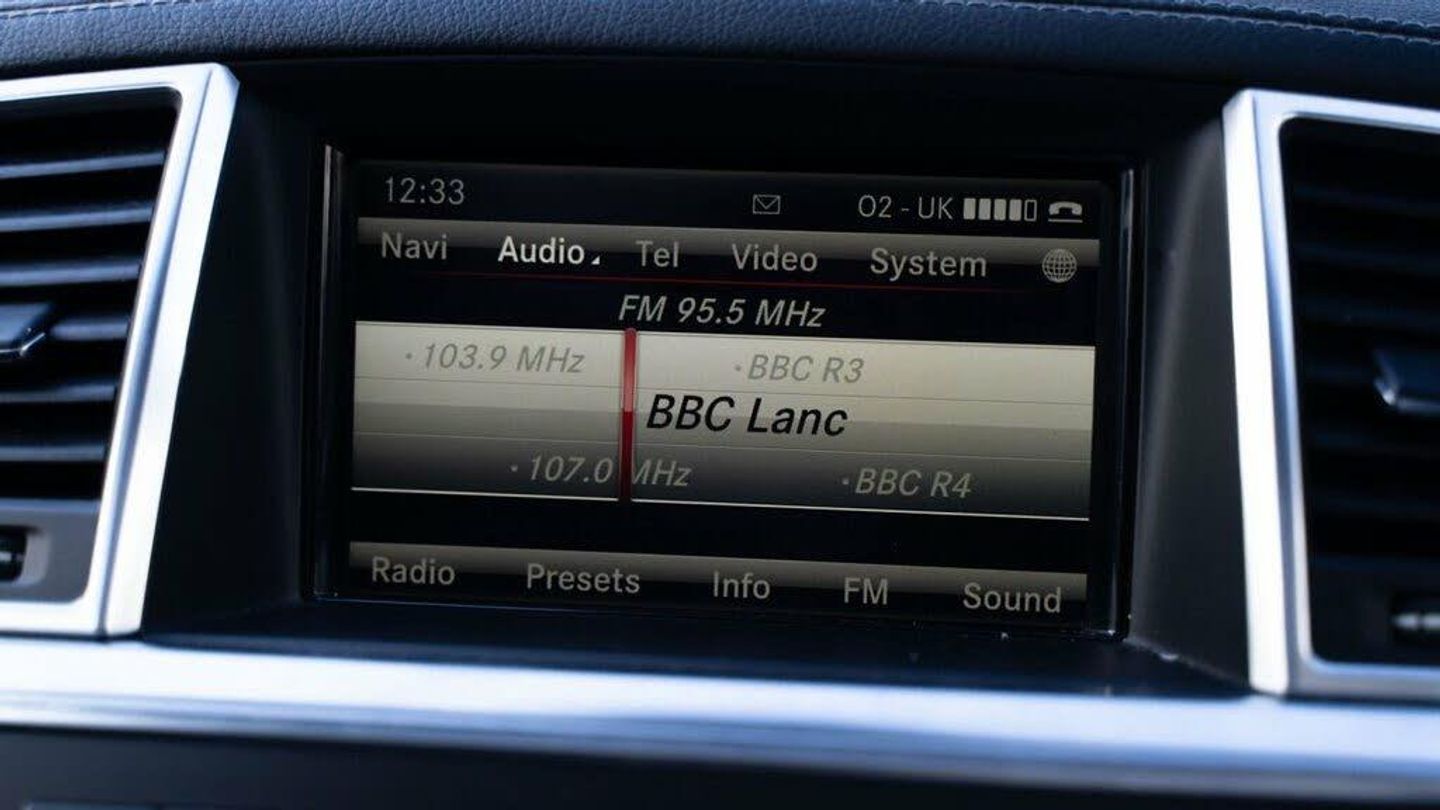 12:33 O2 - UK
Navi Audio Tel Video System
FM 95.5 MHz
·103.9 MHz ·BBC R3
BBC Lanc
·107.0 MHz ·BBC R4
Radio Presets Info FM Sound